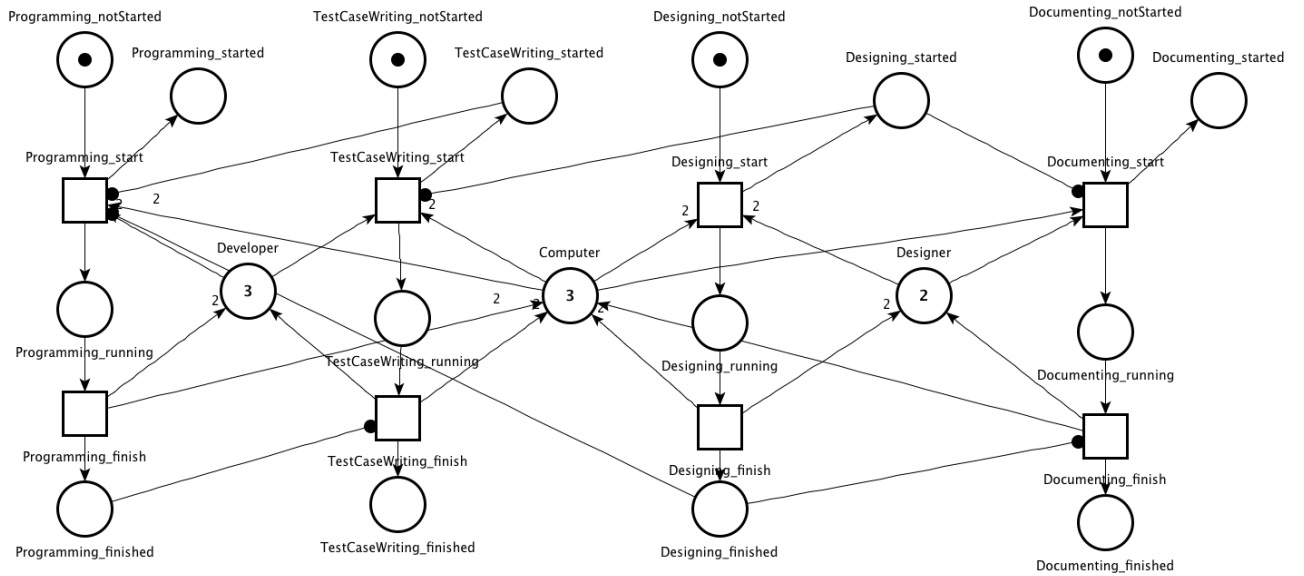 Programming_notStarted
TestCaseWriting_notStarted
Designing_notStarted
Documenting_notStarted
Programming_started
TestCaseWriting_started
Designing_started
Documenting_started
Programming_start
TestCaseWriting_start
Designing_start
Documenting_start
2
2
2
2
2
Developer
Computer
Designer
3
3
2
2
2
2
2
2
Programming_running
TestCaseWriting_running
Designing_running
Documenting_running
Programming_finish
TestCaseWriting_finish
Designing_finish
Documenting_finish
Programming_finished
TestCaseWriting_finished
Designing_finished
Documenting_finished